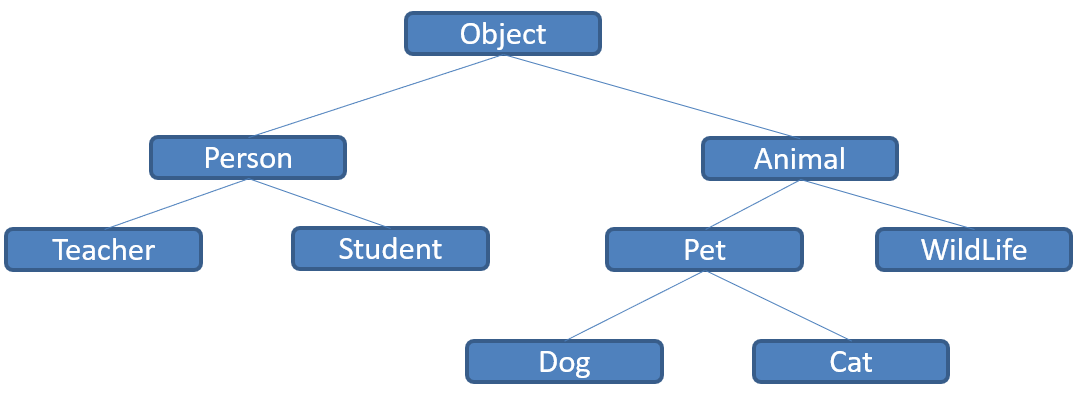 Object
Person
Animal
Teacher
Student
Pet
WildLife
Dog
Cat